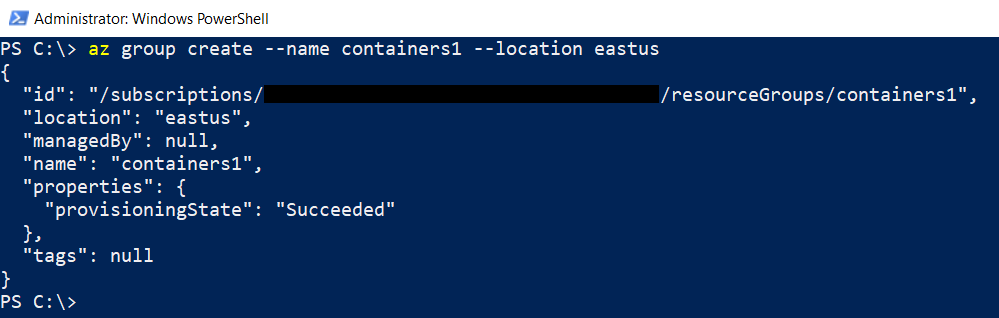 Administrator: Windows PowerShell
PS C:\> az group create --name containers1 --location eastus
{
  "id": "/subscriptions/ /resourceGroups/containers1",
  "location": "eastus",
  "managedBy": null,
  "name": "containers1",
  "properties": {
    "provisioningState": "Succeeded"
  },
  "tags": null
}
PS C:\>